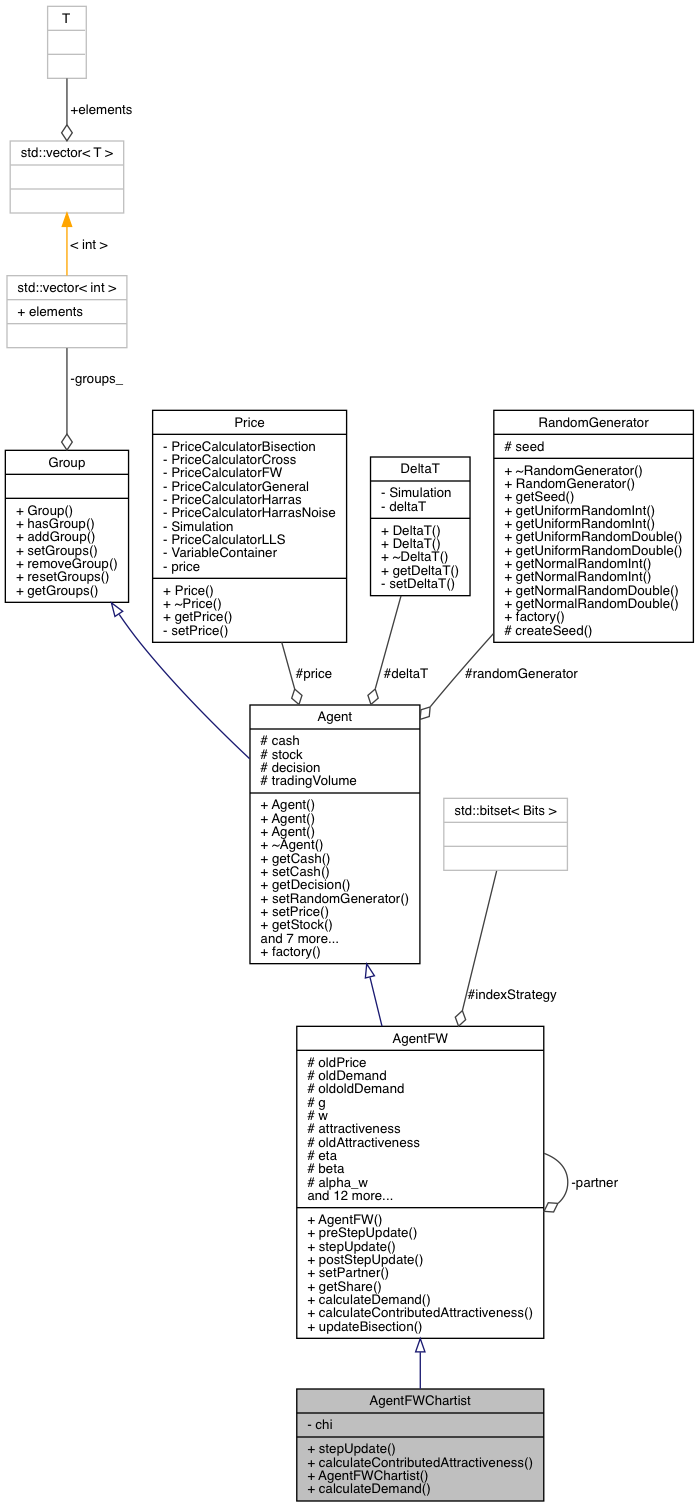 T
+elements
std::vector< T >
< int >
std::vector< int >
+ elements
-groups_
Group
+ Group()
+ hasGroup()
+ addGroup()
+ setGroups()
+ removeGroup()
+ resetGroups()
+ getGroups()
Price
- PriceCalculatorBisection
- PriceCalculatorCross
- PriceCalculatorFW
- PriceCalculatorGeneral
- PriceCalculatorHarras
- PriceCalculatorHarrasNoise
- Simulation
- PriceCalculatorLLS
- VariableContainer
- price
+ Price()
+ ~Price()
+ getPrice()
- setPrice()
DeltaT
- Simulation
- deltaT
+ DeltaT()
+ DeltaT()
+ ~DeltaT()
+ getDeltaT()
- setDeltaT()
RandomGenerator
# seed
+ ~RandomGenerator()
+ RandomGenerator()
+ getSeed()
+ getUniformRandomInt()
+ getUniformRandomInt()
+ getUniformRandomDouble()
+ getUniformRandomDouble()
+ getNormalRandomInt()
+ getNormalRandomInt()
+ getNormalRandomDouble()
+ getNormalRandomDouble()
+ factory()
# createSeed()
#price
#deltaT
#randomGenerator
Agent
# cash
# stock
# decision
# tradingVolume
+ Agent()
+ Agent()
+ Agent()
+ ~Agent()
+ getCash()
+ setCash()
+ getDecision()
+ setRandomGenerator()
+ setPrice()
+ getStock()
and 7 more...
+ factory()
std::bitset< Bits >
#indexStrategy
AgentFW
# oldPrice
# oldDemand
# oldoldDemand
# g
# w
# attractiveness
# oldAttractiveness
# eta
# beta
# alpha_w
and 12 more...
+ AgentFW()
+ preStepUpdate()
+ stepUpdate()
+ postStepUpdate()
+ setPartner()
+ getShare()
+ calculateDemand()
+ calculateContributedAttractiveness()
+ updateBisection()
-partner
AgentFWChartist
- chi
+ stepUpdate()
+ calculateContributedAttractiveness()
+ AgentFWChartist()
+ calculateDemand()